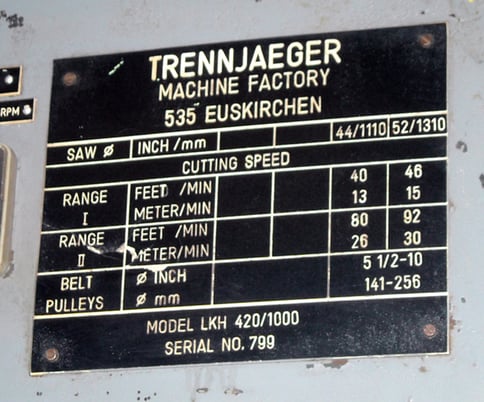 TRENNJAEGER
MACHINE FACTORY
535 EUSKIRCHEN
RPM
SAW Ø INCH/mm 44/1110 52/1310
CUTTING SPEED
RANGE I FEET /MIN 40 46
METER/MIN 13 15
RANGE II FEET /MIN 80 92
METER/MIN 26 30
BELT PULLEYS Ø INCH 5 1/2-10
Ø mm 141-256
MODEL LKH 420/1000
SERIAL NO. 799